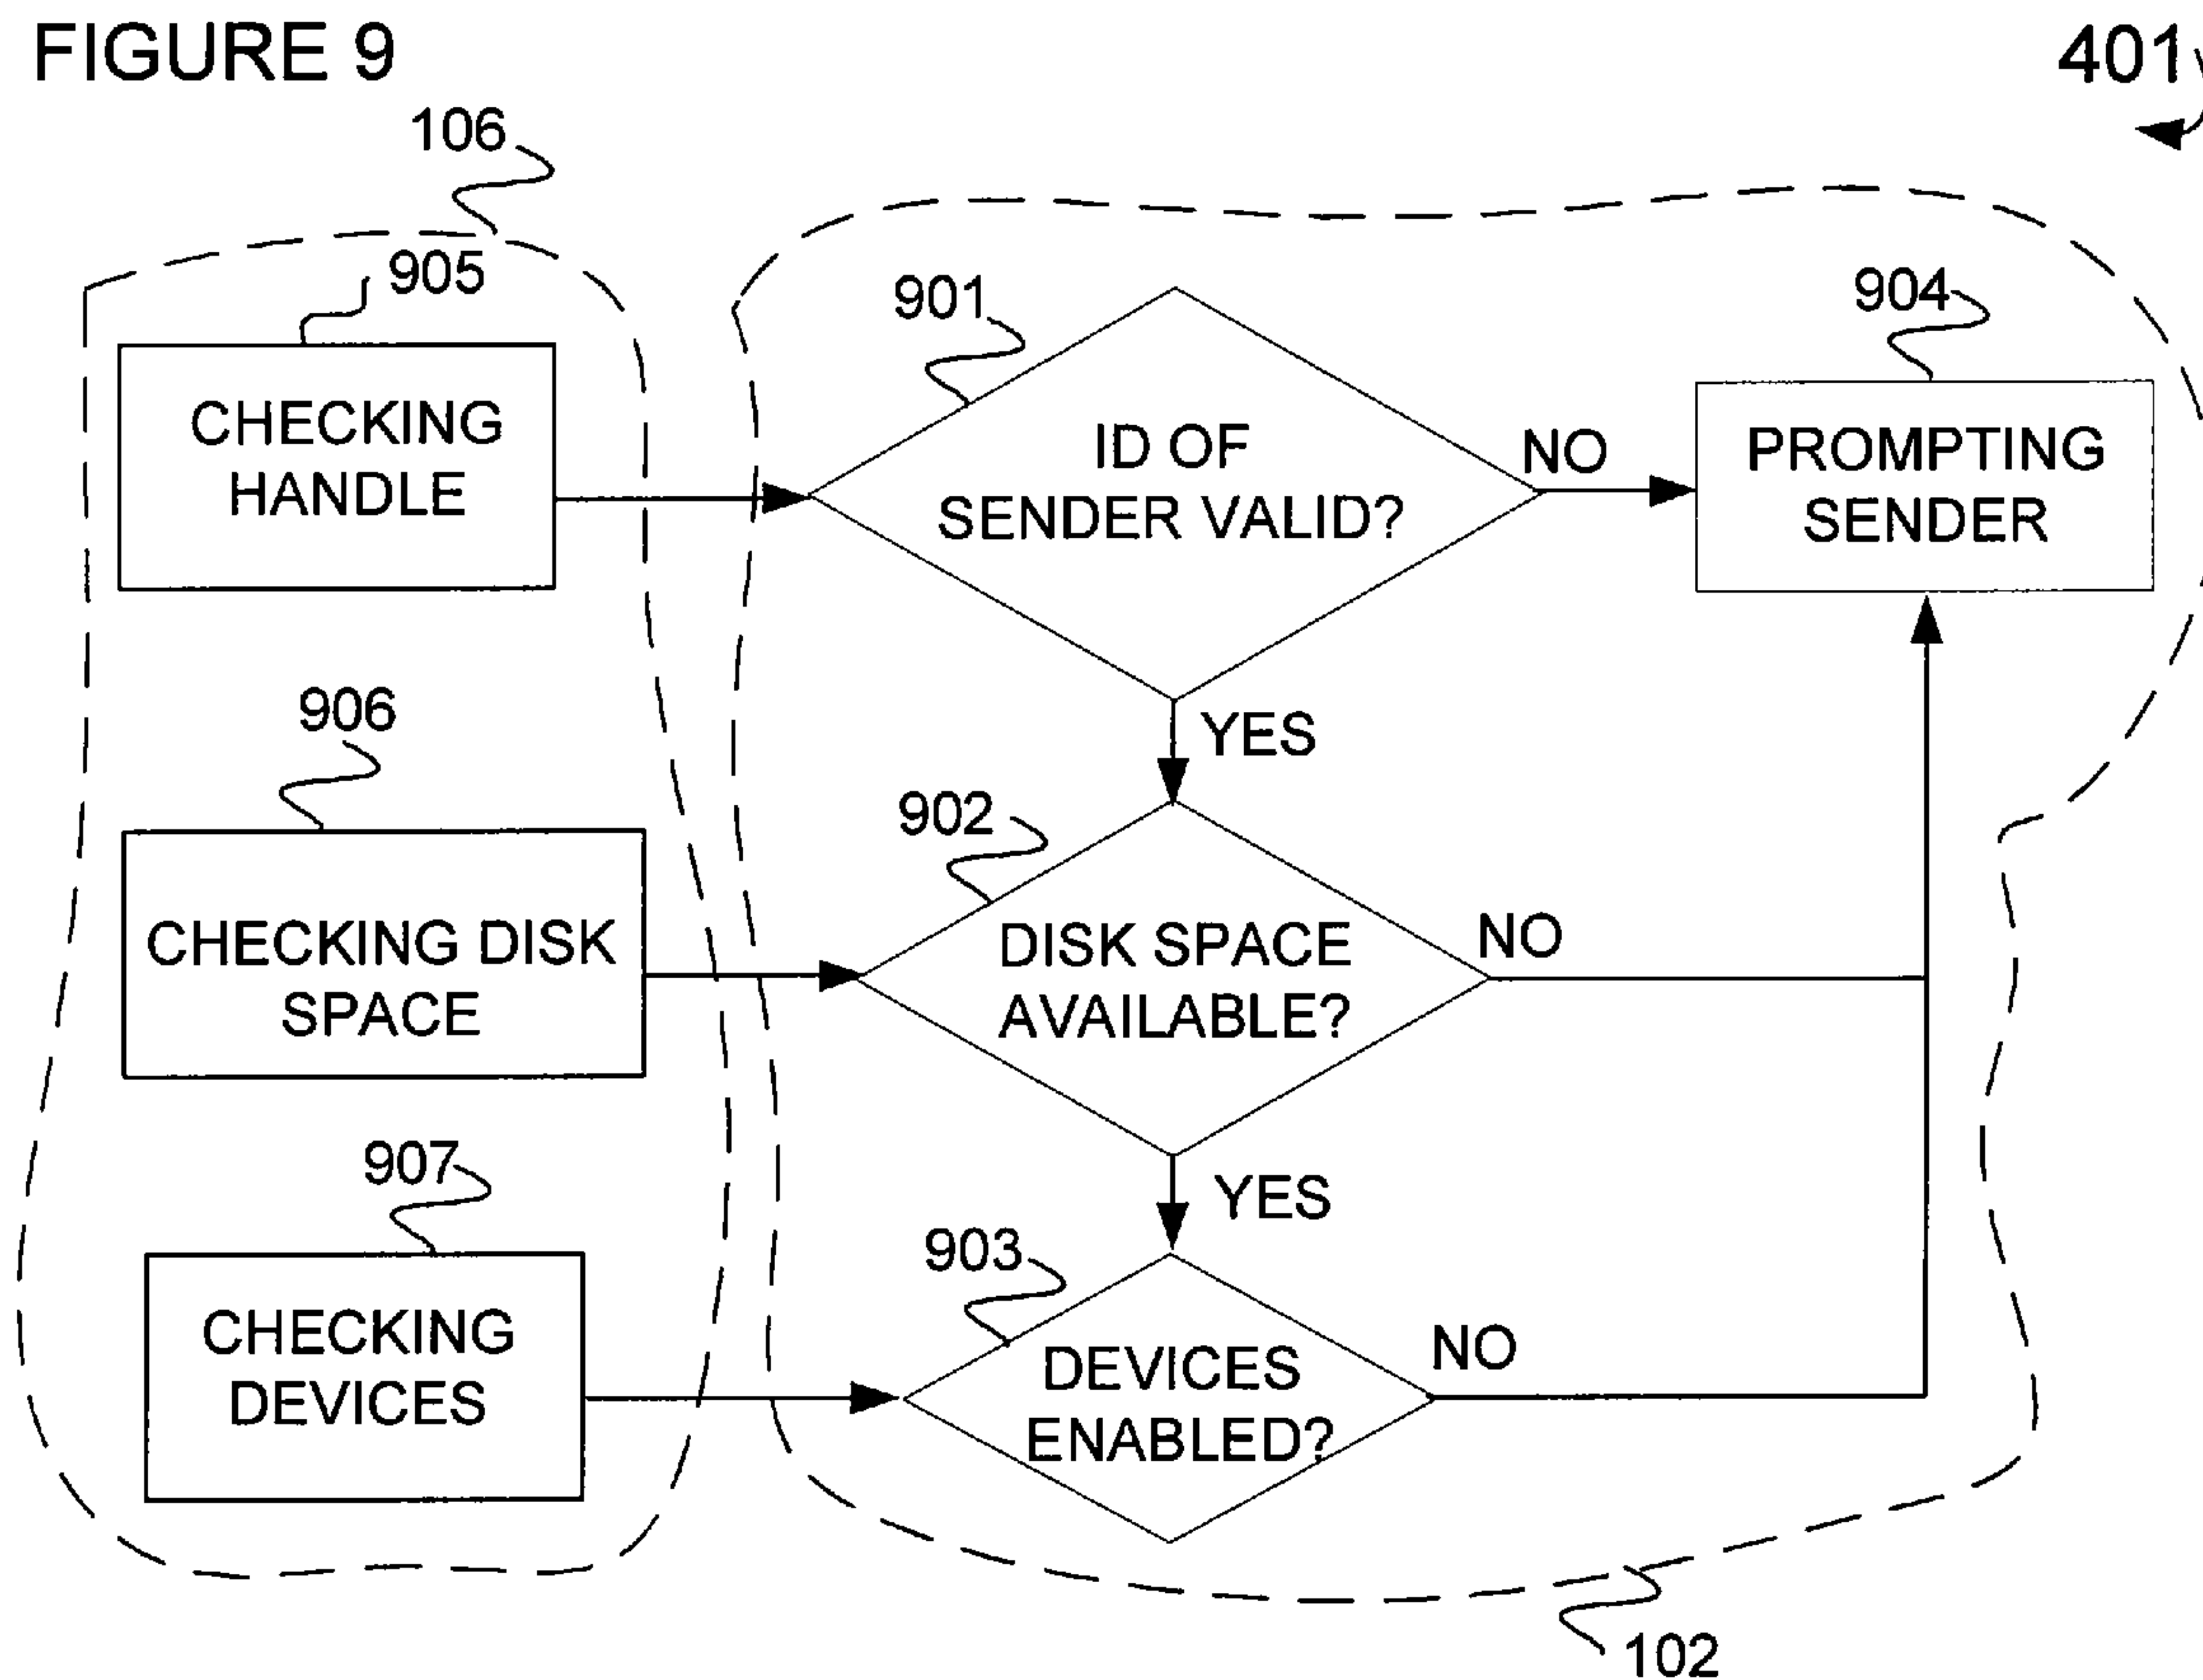 FIGURE 9
401
106
905
901
904
CHECKING
HANDLE
ID OF
SENDER VALID?
NO
PROMPTING
SENDER
906
YES
902
CHECKING DISK
SPACE
DISK SPACE
AVAILABLE?
NO
907
YES
903
CHECKING
DEVICES
DEVICES
ENABLED?
NO
102